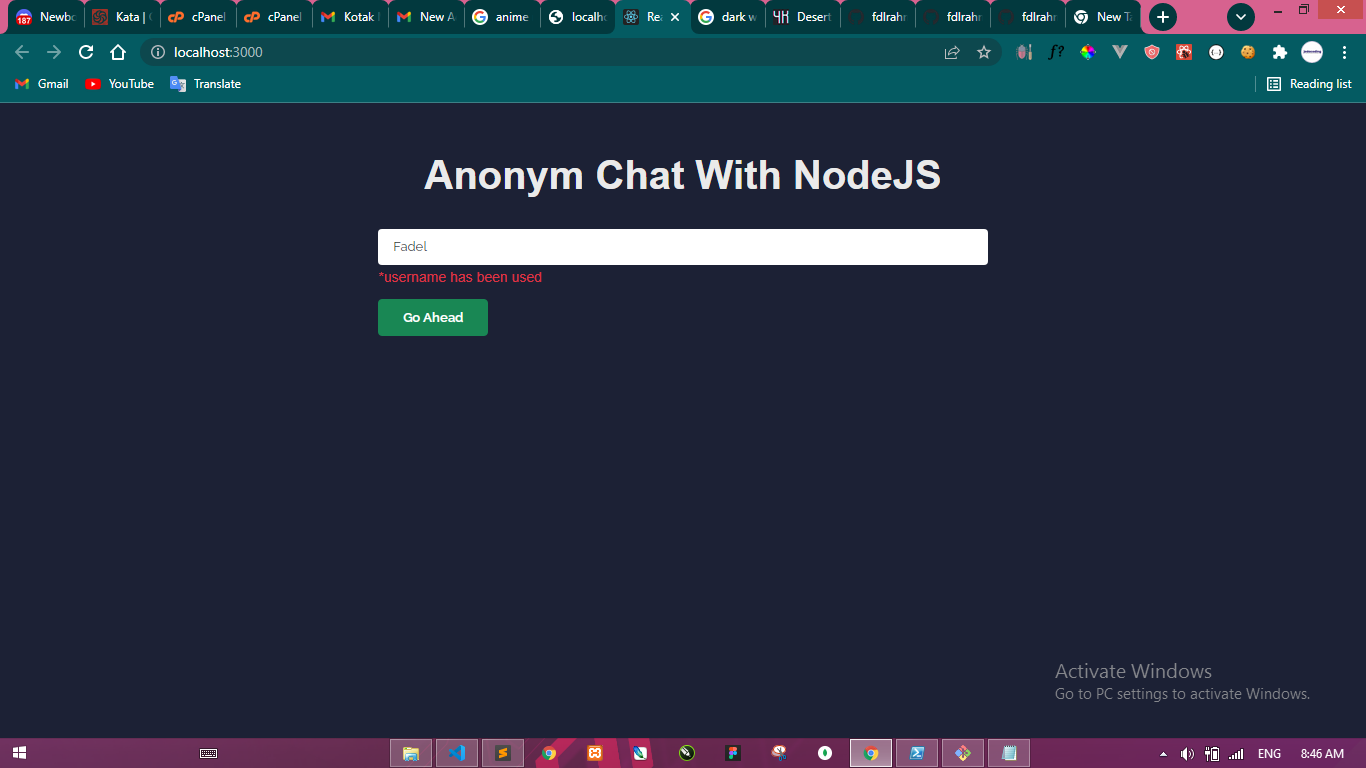 187 Newbo
Kata |
cPanel
cPanel
Kotak
New A
anime
localho
Rea
dark w
Desert
fdlrahr
fdlrahr
fdlrahr
New Ta
localhost:3000
Gmail
YouTube
Translate
Reading list
Anonym Chat With NodeJS
Fadel
*username has been used
Go Ahead
Activate Windows
Go to PC settings to activate Windows.
ENG
8:46 AM